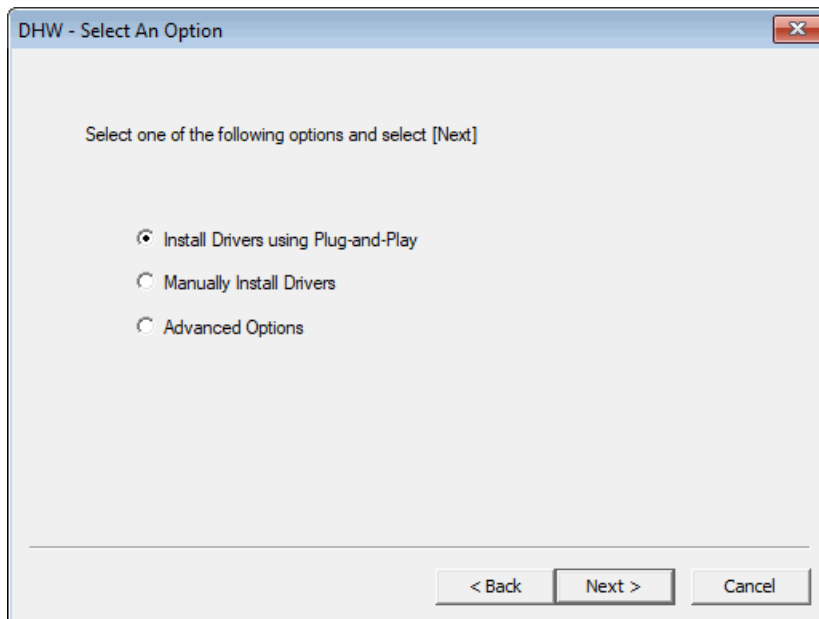 DHW - Select An Option
Select one of the following options and select [Next]
Install Drivers using Plug-and-Play
Manually Install Drivers
Advanced Options
< Back Next > Cancel